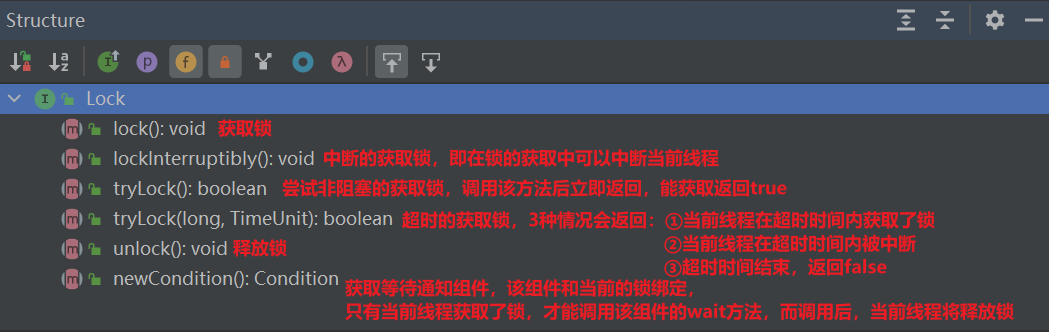 Structure
Lock
lock(): void 获取锁
lockInterruptibly(): void 中断的获取锁，即在锁的获取中可以中断当前线程
tryLock(): boolean 尝试非阻塞的获取锁，调用该方法后立即返回，能获取返回true
tryLock(long, TimeUnit): boolean 超时的获取锁，3种情况会返回：①当前线程在超时时间内获取了锁
②当前线程在超时时间内被中断
unlock(): void 释放锁
③超时时间结束，返回false
newCondition(): Condition
获取等待通知组件，该组件和当前的锁绑定，
只有当前线程获取了锁，才能调用该组件的wait方法，而调用后，当前线程将释放锁